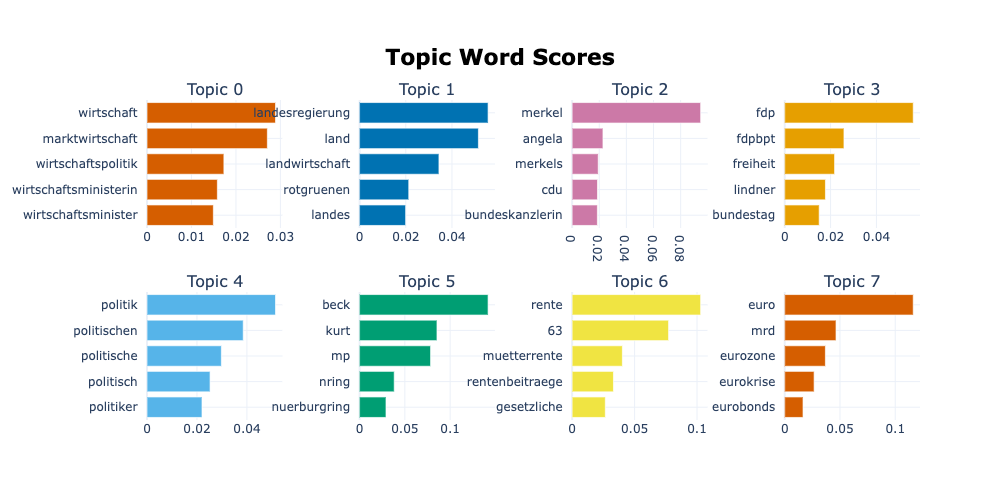 Topic Word Scores
Topic 0
wirtschaft
marktwirtschaft
wirtschaftspolitik
wirtschaftsministerin
wirtschaftsminister
0 0.01 0.02 0.03
Topic 1
landesregierung
land
landwirtschaft
rotgruenen
landes
0 0.02 0.04
Topic 2
merkel
angela
merkels
cdu
bundeskanzlerin
0 0.02 0.04 0.06 0.08
Topic 3
fdp
fdpbpt
freiheit
lindner
bundestag
0 0.02 0.04
Topic 4
politik
politischen
politische
politisch
politiker
0 0.02 0.04
Topic 5
beck
kurt
mp
nring
nuerburgring
0 0.05 0.1
Topic 6
rente
63
muetterrente
rentenbeitraege
gesetzliche
0 0.05 0.1
Topic 7
euro
mrd
eurozone
eurokrise
eurobonds
0 0.05 0.1